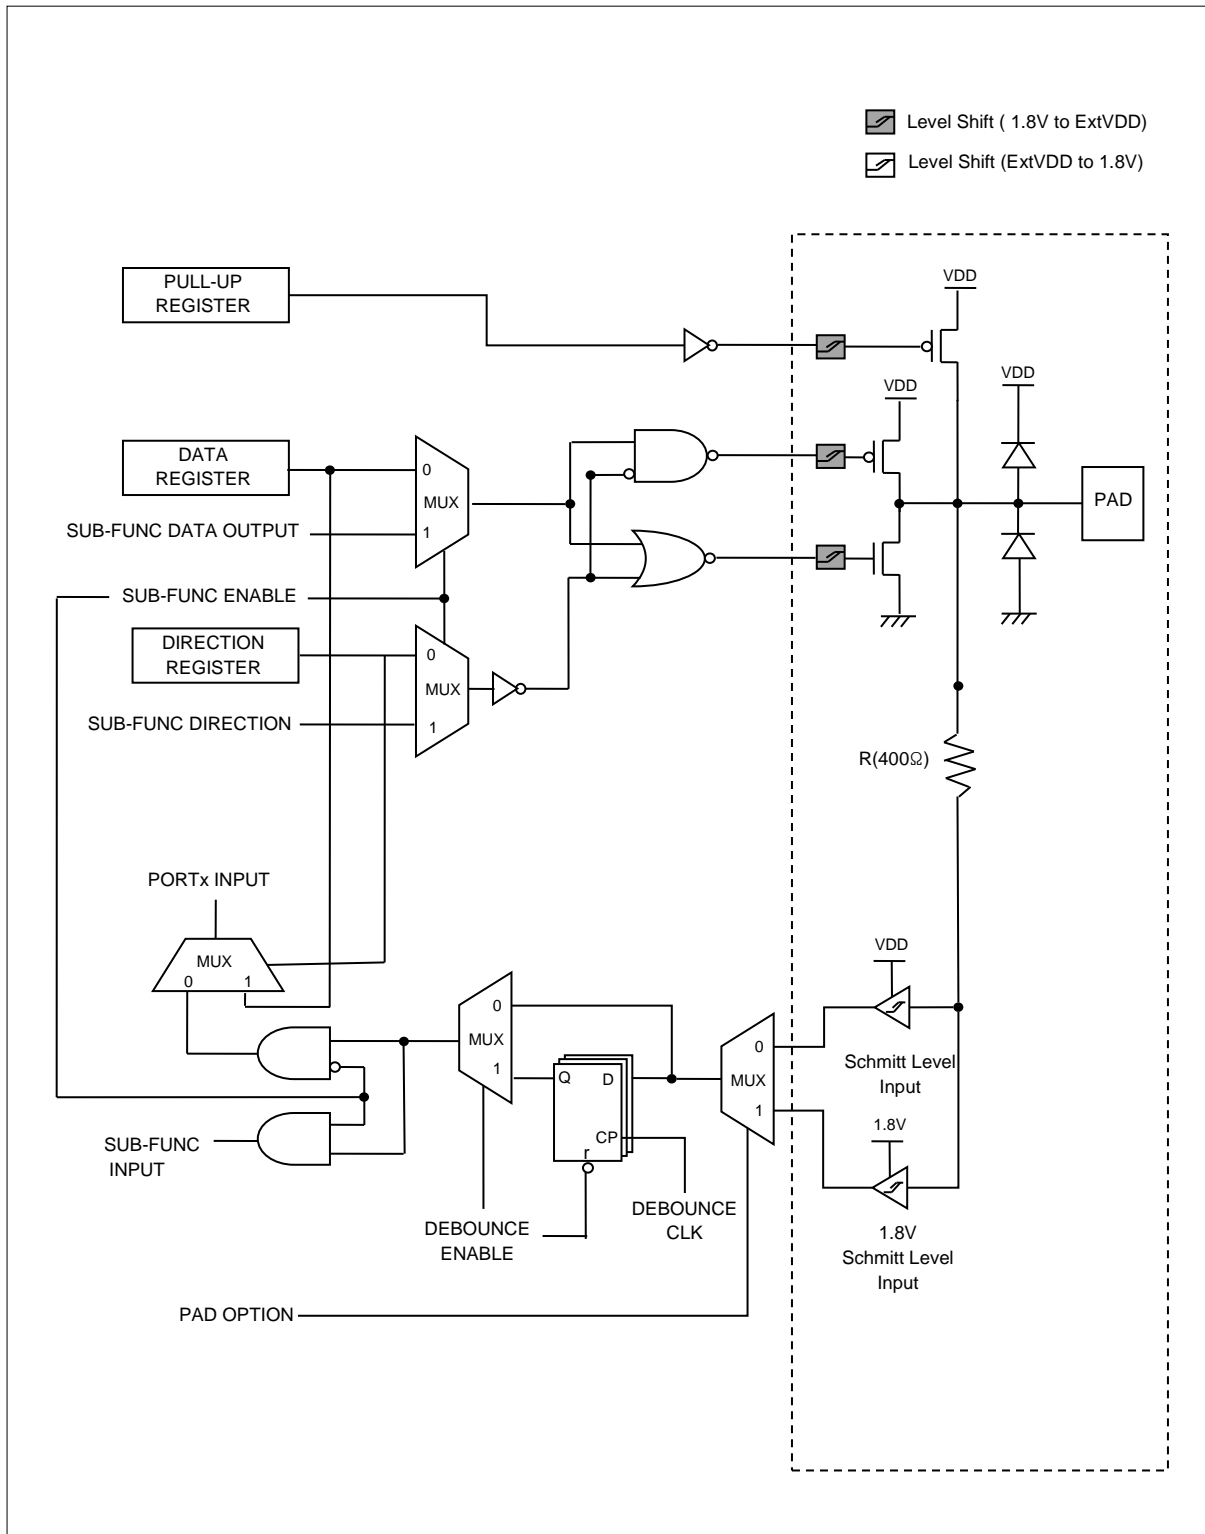 Level Shift ( 1.8V to ExtVDD)
Level Shift (ExtVDD to 1.8V)
VDD
PULL-UP
REGISTER
VDD
VDD
DATA
REGISTER
0
MUX
1
SUB-FUNC DATA OUTPUT
PAD
SUB-FUNC ENABLE
DIRECTION
REGISTER
0
MUX
1
SUB-FUNC DIRECTION
R(400Ω)
PORTx INPUT
MUX
0
1
VDD
0
MUX
1
Q
D
CP
r
0
MUX
1
Schmitt Level
Input
1.8V
SUB-FUNC
INPUT
DEBOUNCE
ENABLE
DEBOUNCE
CLK
1.8V
Schmitt Level
Input
PAD OPTION